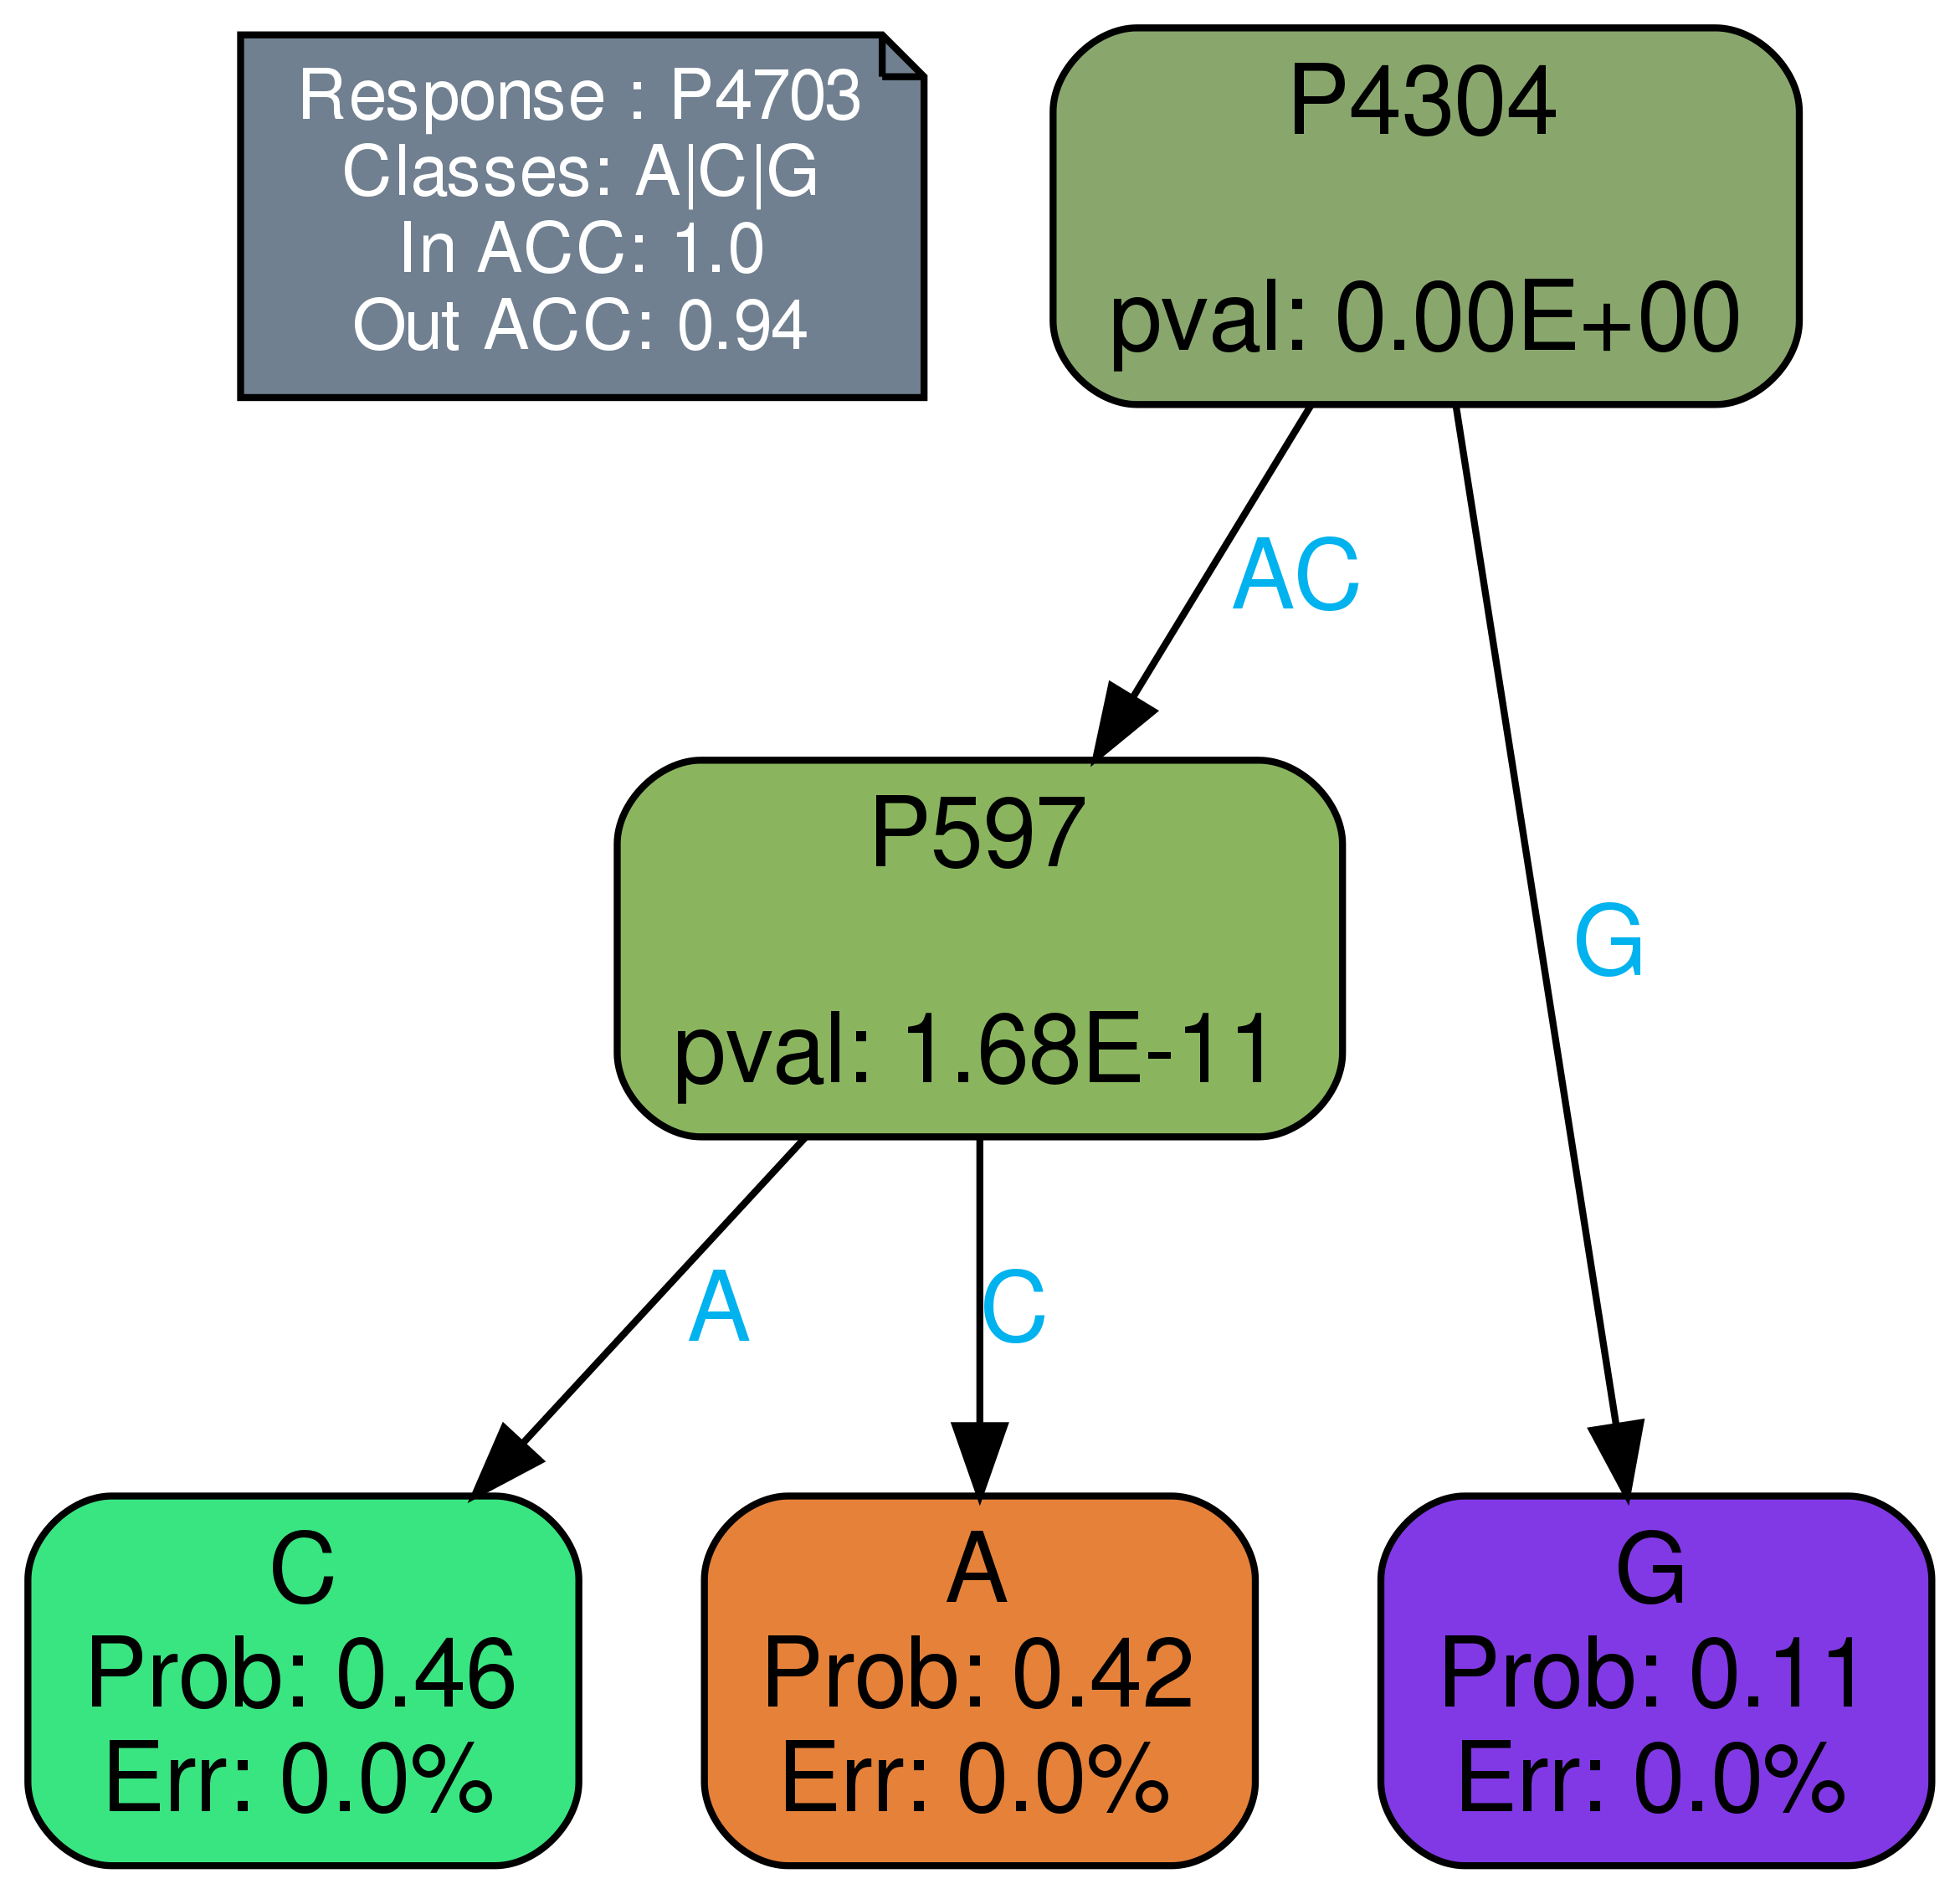 Response : P4703
Classes: A|C|G
In ACC: 1.0
Out ACC: 0.94
P4304
pval: 0.00E+00
AC
G
P597
pval: 1.68E-11
A
C
C
Prob: 0.46
Err: 0.0%
A
Prob: 0.42
Err: 0.0%
G
Prob: 0.11
Err: 0.0%